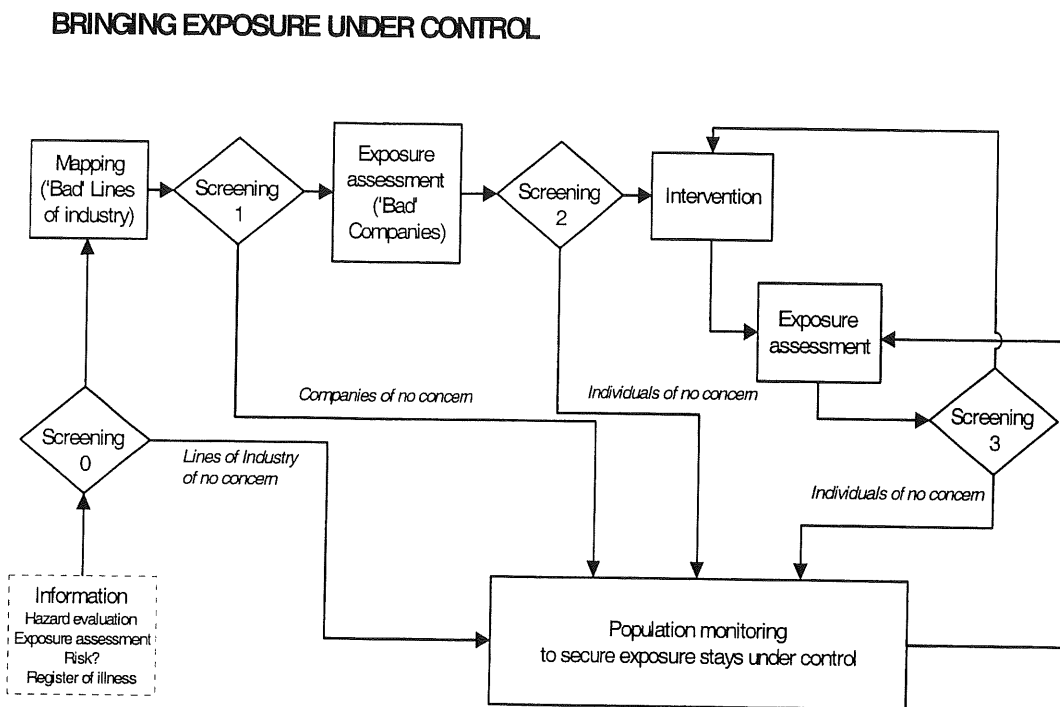 BRINGING EXPOSURE UNDER CONTROL
Mapping
('Bad' Lines
of industry)
Screening
1
Exposure
assessment
('Bad'
Companies)
Screening
2
Intervention
Exposure
assessment
Companies of no concern
Individuals of no concern
Screening
3
Screening
0
Lines of Industry
of no concern
Individuals of no concern
Information
Hazard evaluation
Exposure assessment
Risk?
Register of illness
Population monitoring
to secure exposure stays under control